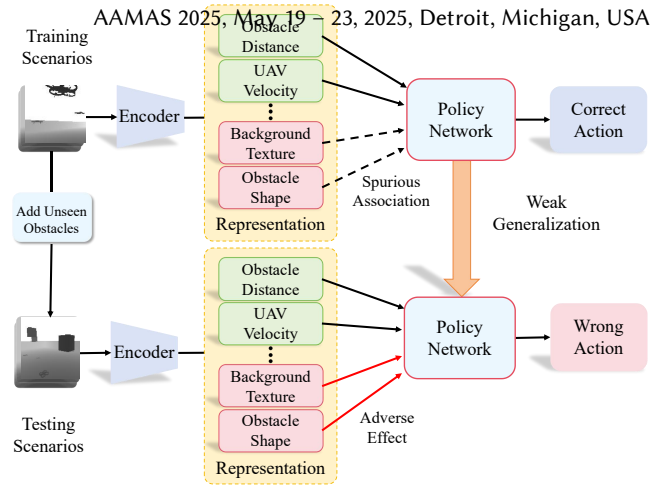 AAMAS 2025, May 19 – 23, 2025, Detroit, Michigan, USA
Training
Scenarios
Encoder
Obstacle
Distance
UAV
Velocity
Background
Texture
Obstacle
Shape
Representation
Spurious
Association
Policy
Network
Correct
Action
Add Unseen
Obstacles
Weak
Generalization
Testing
Scenarios
Encoder
Obstacle
Distance
UAV
Velocity
Background
Texture
Obstacle
Shape
Representation
Adverse
Effect
Policy
Network
Wrong
Action